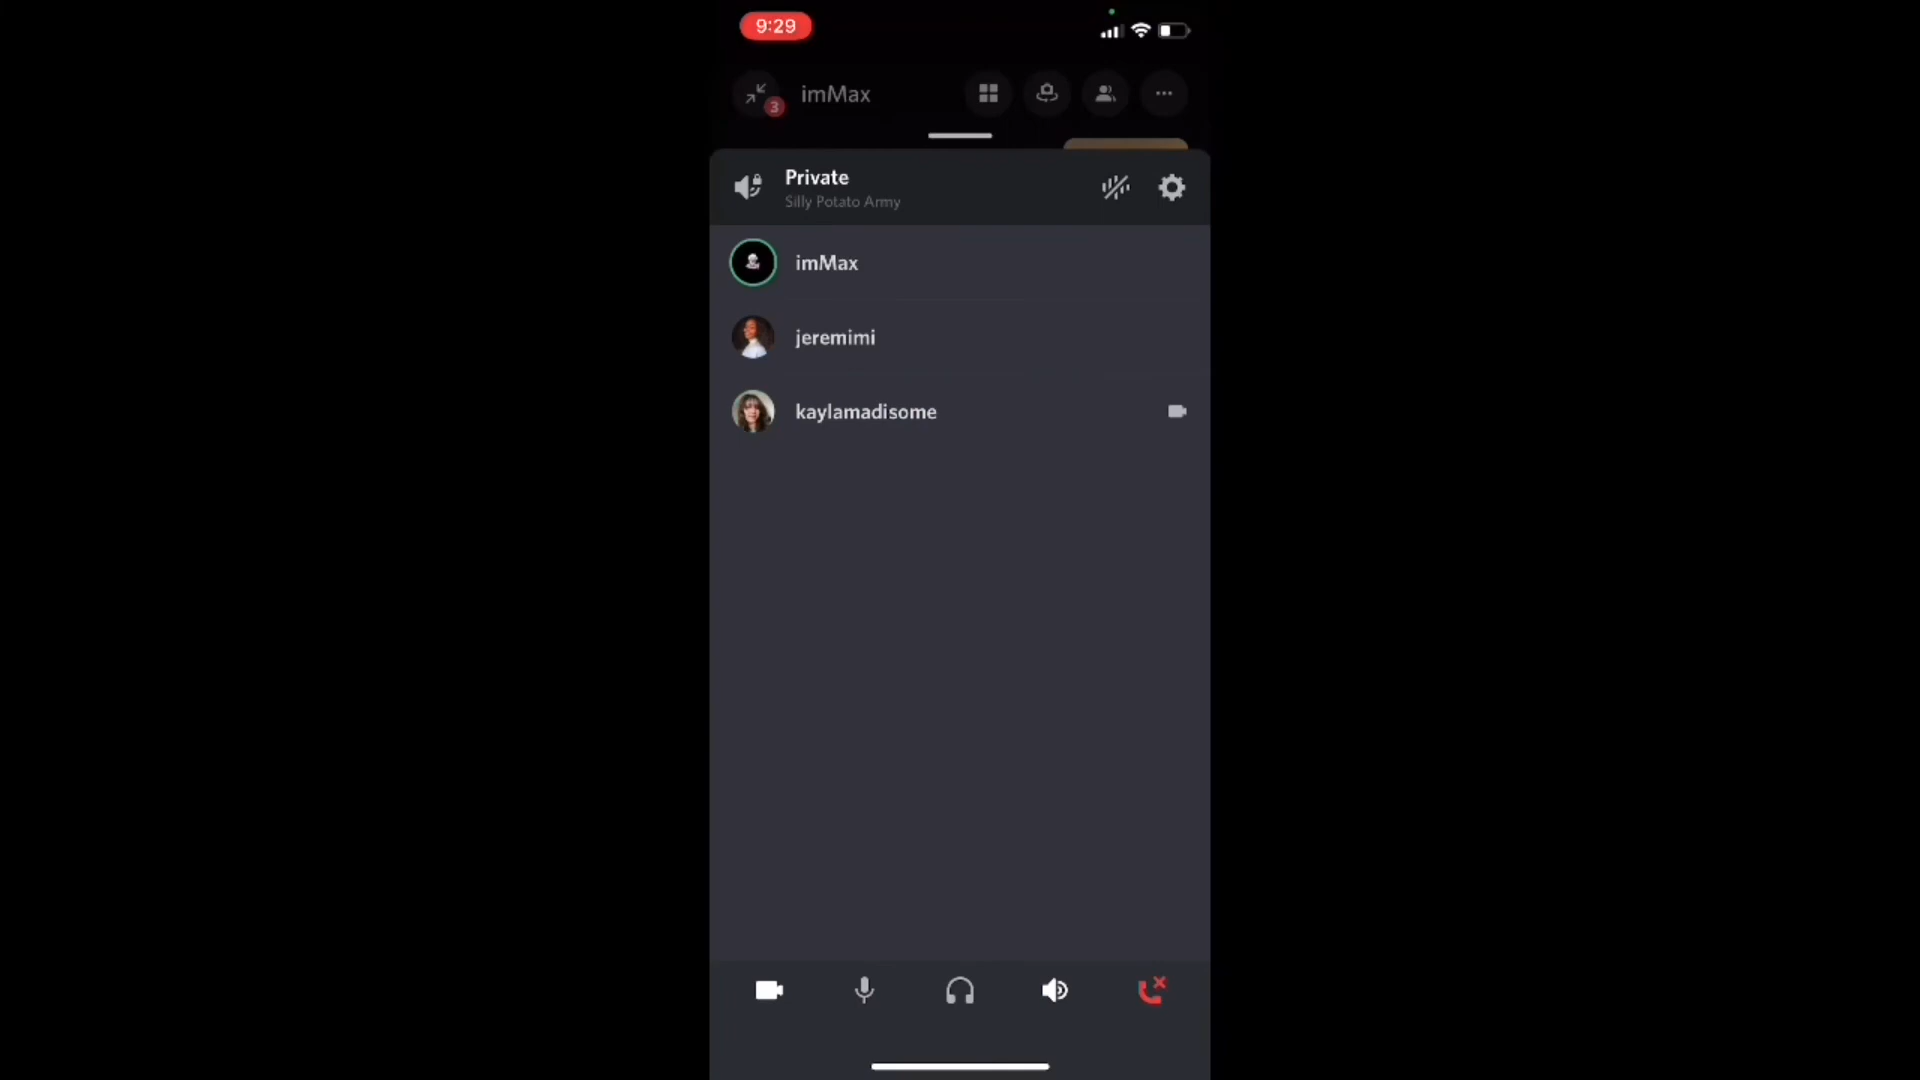 9:29
3
imMax
Private
Silly Potato Army
imMax
jeremimi
kaylamadisome